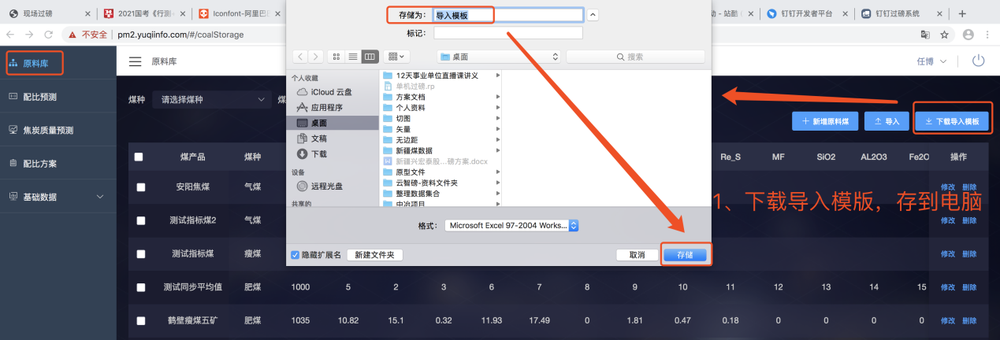 现场过磅
2021国考《行测
Iconfont-阿里巴
动 - 站酷
钉钉开发者平台
钉钉过磅系统
不安全
pm2.yuqiinfo.com/#/coalStorage
存储为：
导入模板
标记：
桌面
搜索
个人收藏
iCloud 云盘
应用程序
桌面
文稿
下载
设备
远程光盘
共享的
12天事业单位直播课讲义
单机过磅.rp
方案文档
个人资料
切图
矢量
无边距
新疆煤数据
新疆兴宏泰股...磅方案.docx
原型文件
云智磅-资料文件夹
整理数据集合
中冶项目
格式：
Microsoft Excel 97-2004 Works...
隐藏扩展名
新建文件夹
取消
存储
原料库
配比预测
焦炭质量预测
配比方案
基础数据
原料库
任博
煤种
请选择煤种
煤
新增原料煤
导入
下载导入模板
煤产品 煤种 Re_S MF SiO2 AL2O3 Fe2O 操作
安阳焦煤 气煤 修改 删除
1、下载导入模版，存到电脑
测试指标煤2 气煤 修改 删除
测试指标煤 瘦煤 修改 删除
测试同步平均值 肥煤 1000 5 2 3 6 7 8 9 10 11 12 13 14 15 修改 删除
鹤壁瘦煤五矿 肥煤 1035 10.82 15.1 0.32 11.93 17.49 0 1.81 0.47 0.18 0 0 0 0 修改 删除